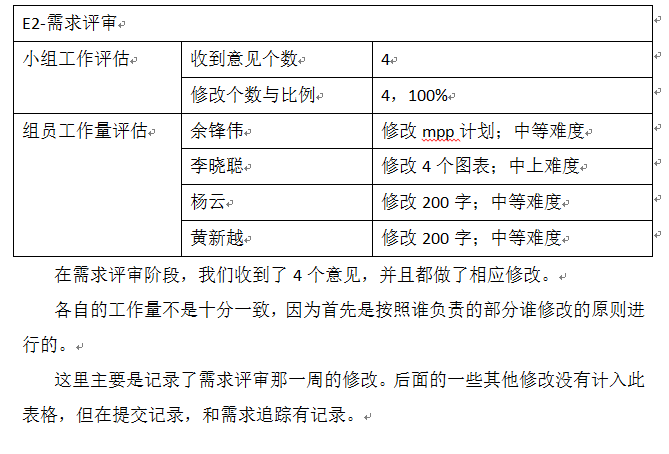 E2-需求评审
小组工作评估 收到意见个数 4
修改个数与比例 4，100%
组员工作量评估 余锋伟 修改 mpp 计划；中等难度
李晓聪 修改 4 个图表；中上难度
杨云 修改 200 字；中等难度
黄新越 修改 200 字；中等难度
在需求评审阶段，我们收到了 4 个意见，并且都做了相应修改。
各自的工作量不是十分一致，因为首先是按照谁负责的部分谁修改的原则进
行的。
这里主要是记录了需求评审那一周的修改。后面的一些其他修改没有计入此
表格，但在提交记录，和需求追踪有记录。